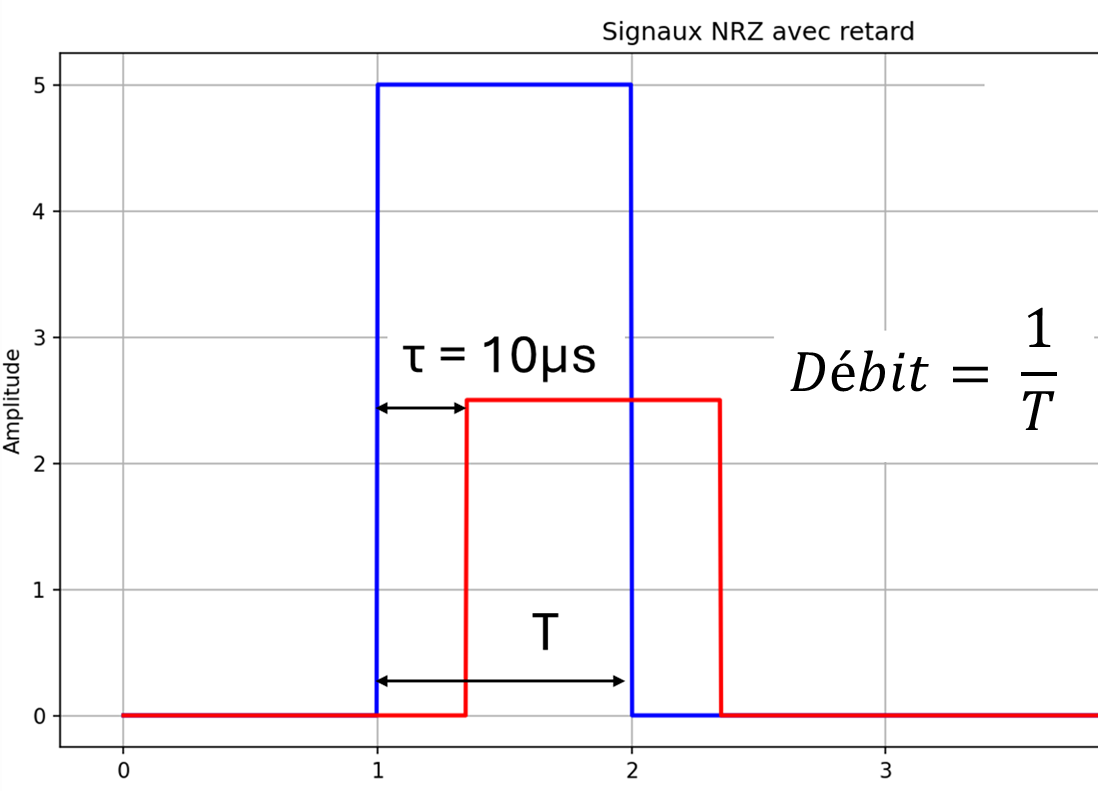 Signaux NRZ avec retard
5
4
3
τ = 10µs
Débit = 1/T
Amplitude
2
1
T
0
0 1 2 3